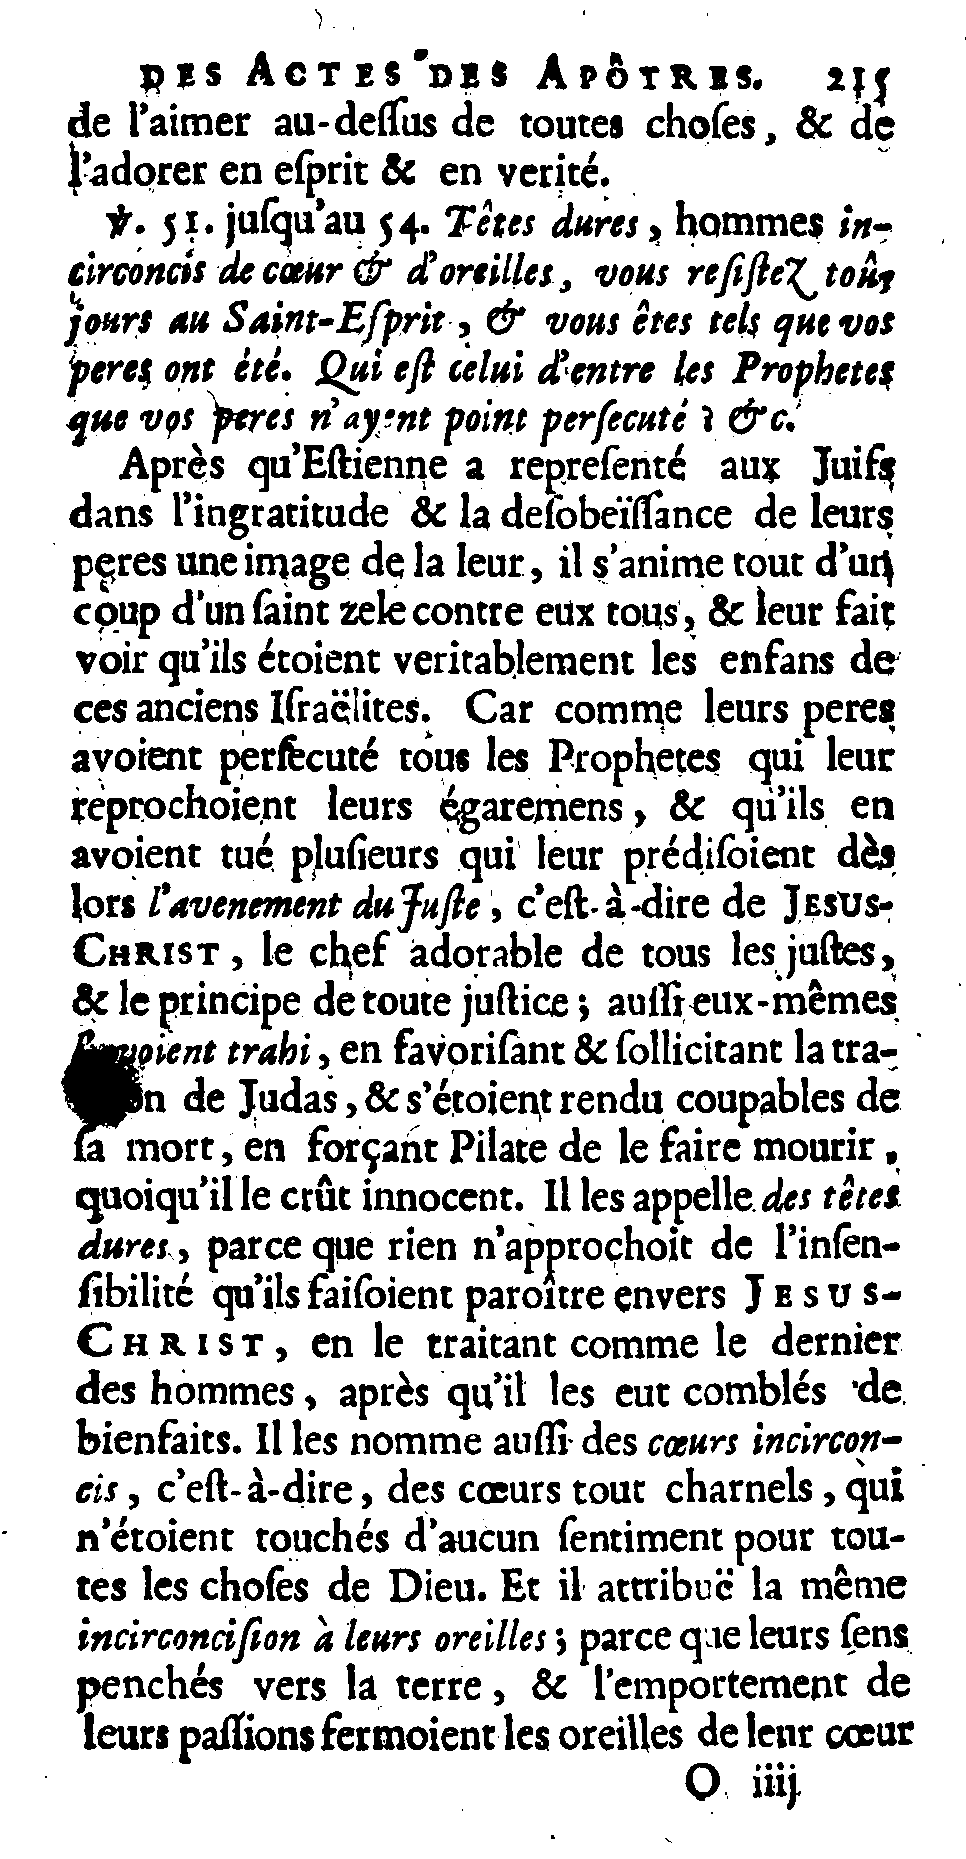 DES ACTES DES APÔTRES. 215
de l'aimer au-deſſus de toutes choſes, & de
l'adorer en eſprit & en verité.
℣. 51. juſqu'au 54. Têtes dures, hommes in-
circoncis de cœur & d'oreilles, vous reſiſtez toû-
jours au Saint-Eſprit, & vous êtes tels que vos
peres ont été. Qui eſt celui d'entre les Prophetes
que vos peres n'ayent point perſecuté ? &c.
Après qu'Eſtienne a repreſenté aux Juifs
dans l'ingratitude & la deſobeïſſance de leurs
peres une image de la leur, il s'anime tout d'un
coup d'un ſaint zele contre eux tous, & leur fait
voir qu'ils étoient veritablement les enfans de
ces anciens Iſraëlites. Car comme leurs peres
avoient perſecuté tous les Prophetes qui leur
reprochoient leurs égaremens, & qu'ils en
avoient tué pluſieurs qui leur prédiſoient dès
lors l'avenement du Juſte, c'eſt-à-dire de JESUS-
CHRIST, le chef adorable de tous les juſtes,
& le principe de toute juſtice ; auſſi eux-mêmes
trahi, en favoriſant & ſollicitant la tra-
de Judas, & s'étoient rendu coupables de
ſa mort, en forçant Pilate de le faire mourir,
quoiqu'il le crût innocent. Il les appelle des têtes
dures, parce que rien n'approchoit de l'inſen-
ſibilité qu'ils faiſoient paroître envers JESUS-
CHRIST, en le traitant comme le dernier
des hommes, après qu'il les eut comblés de
bienfaits. Il les nomme auſſi des cœurs incircon-
cis, c'eſt-à-dire, des cœurs tout charnels, qui
n'étoient touchés d'aucun ſentiment pour tou-
tes les choſes de Dieu. Et il attribuë la même
incirconciſion à leurs oreilles ; parce que leurs ſens
penchés vers la terre, & l'emportement de
leurs paſſions fermoient les oreilles de leur cœur
O iiij